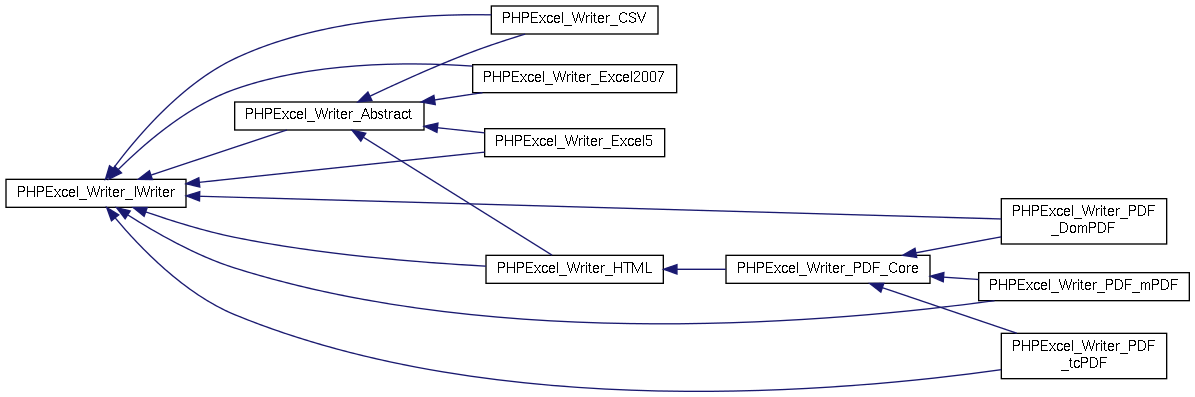 PHPExcel_Writer_CSV
PHPExcel_Writer_Excel2007
PHPExcel_Writer_Abstract
PHPExcel_Writer_Excel5
PHPExcel_Writer_IWriter
PHPExcel_Writer_PDF
_DomPDF
PHPExcel_Writer_HTML
PHPExcel_Writer_PDF_Core
PHPExcel_Writer_PDF_mPDF
PHPExcel_Writer_PDF
_tcPDF